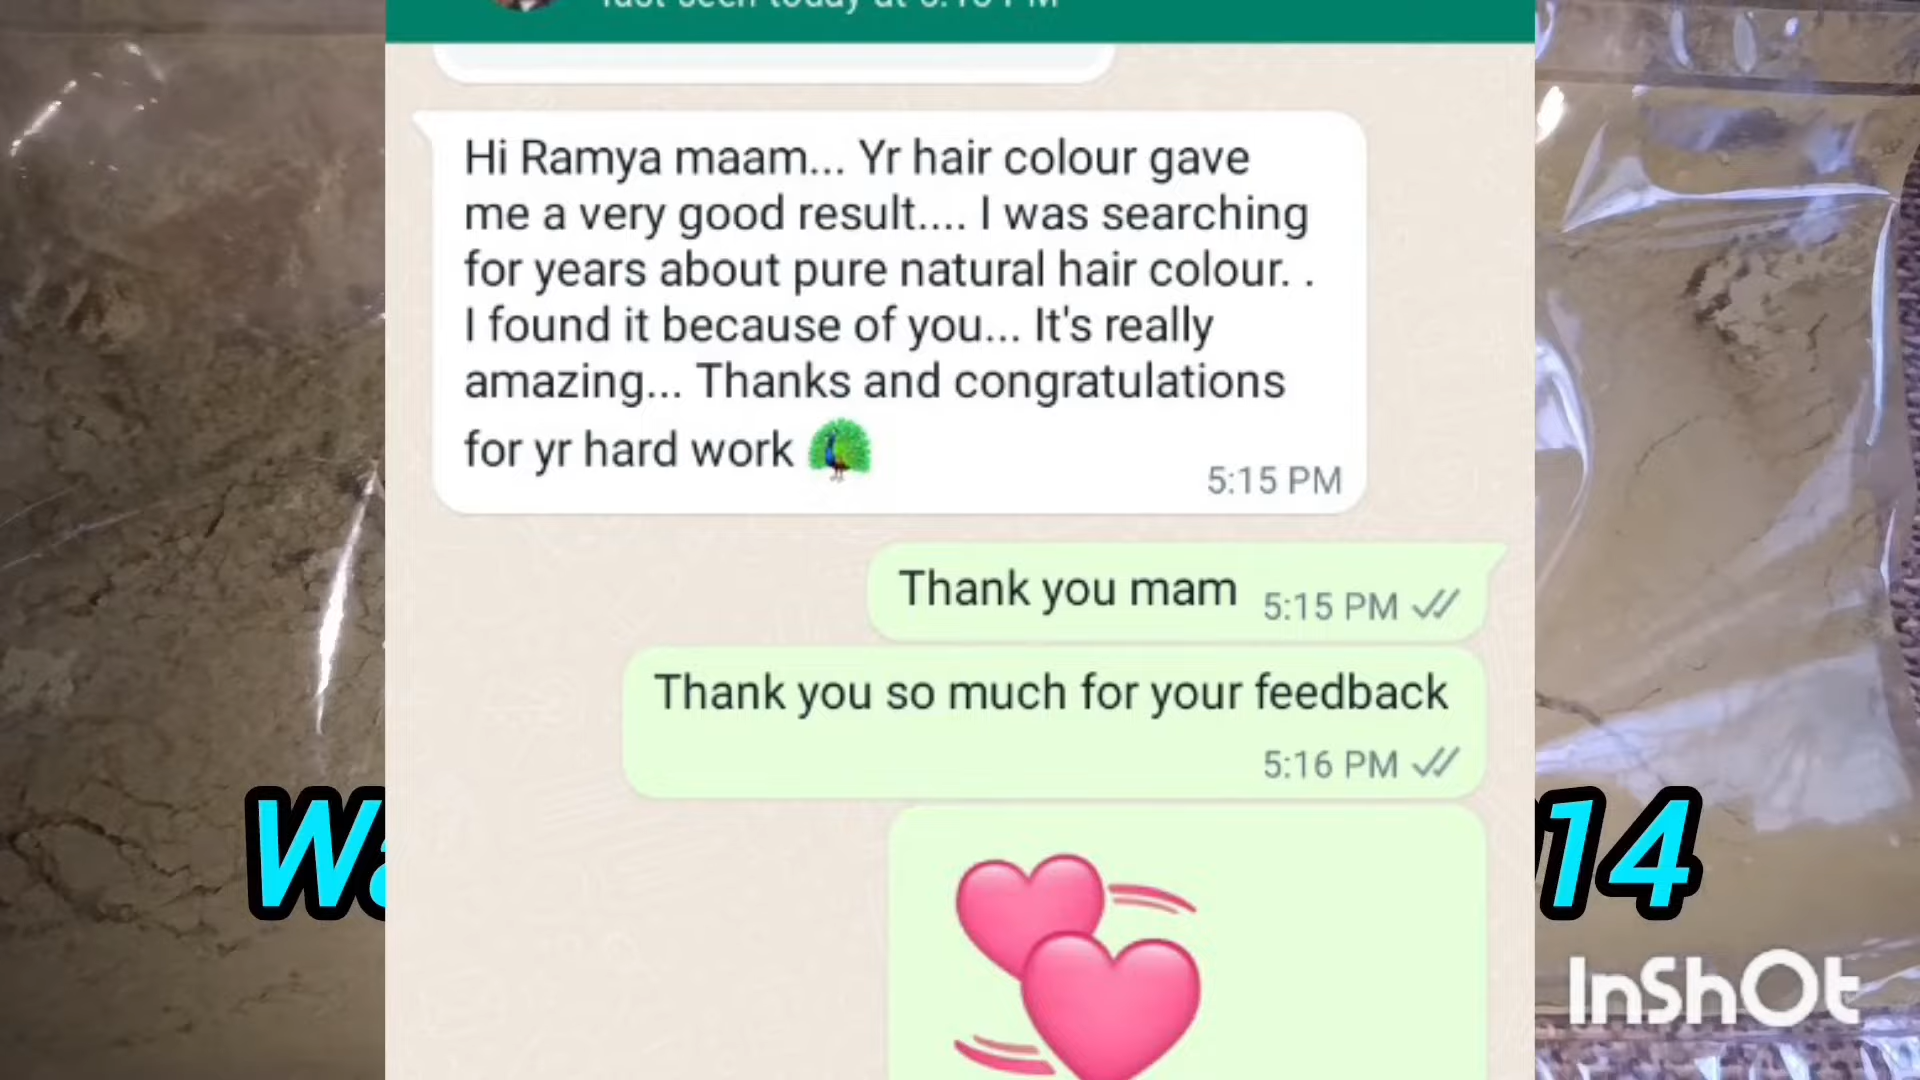 Hi Ramya maam... Yr hair colour gave
me a very good result.... I was searching
for years about pure natural hair colour. .
I found it because of you... It's really
amazing... Thanks and congratulations
for yr hard work 🦚
5:15 PM
Thank you mam 5:15 PM
Thank you so much for your feedback
5:16 PM
14
InShOt